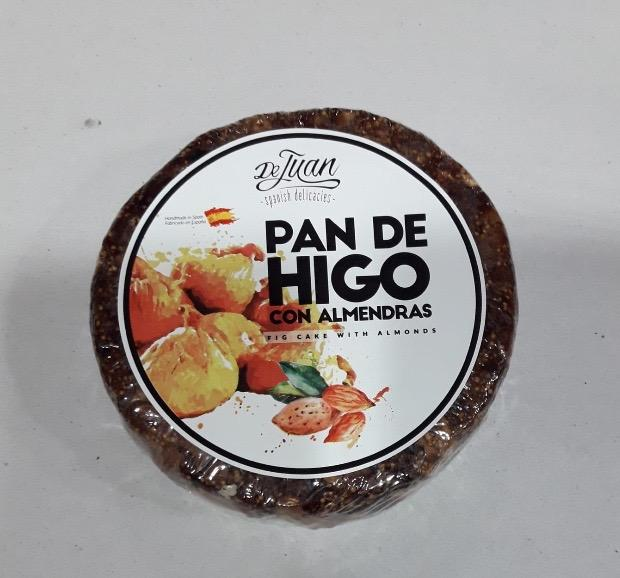 De Juan
-spanish delicacies-
Handmade in Spain
Fabricado en España
PAN DE
HIGO
CON ALMENDRAS
FIG CAKE WITH ALMONDS